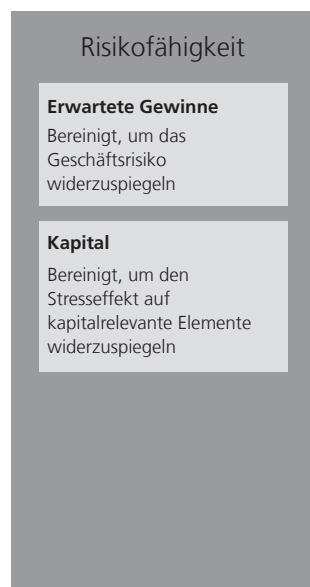 Risikofähigkeit
Erwartete Gewinne
Bereinigt, um das
Geschäftsrisiko
widerzuspiegeln
Kapital
Bereinigt, um den
Stresseffekt auf
kapitalrelevante Elemente
widerzuspiegeln